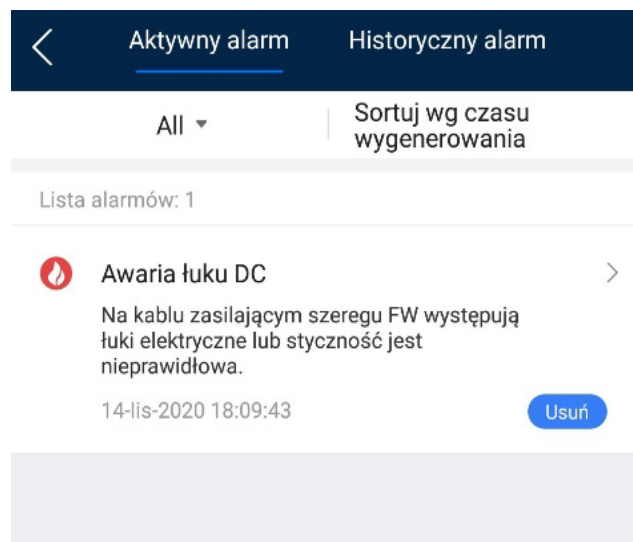 Aktywny alarm Historyczny alarm
All Sortuj wg czasu
wygenerowania
Lista alarmów: 1
Awaria łuku DC
Na kablu zasilającym szeregu FW występują
łuki elektryczne lub styczność jest
nieprawidłowa.
14-lis-2020 18:09:43 Usuń